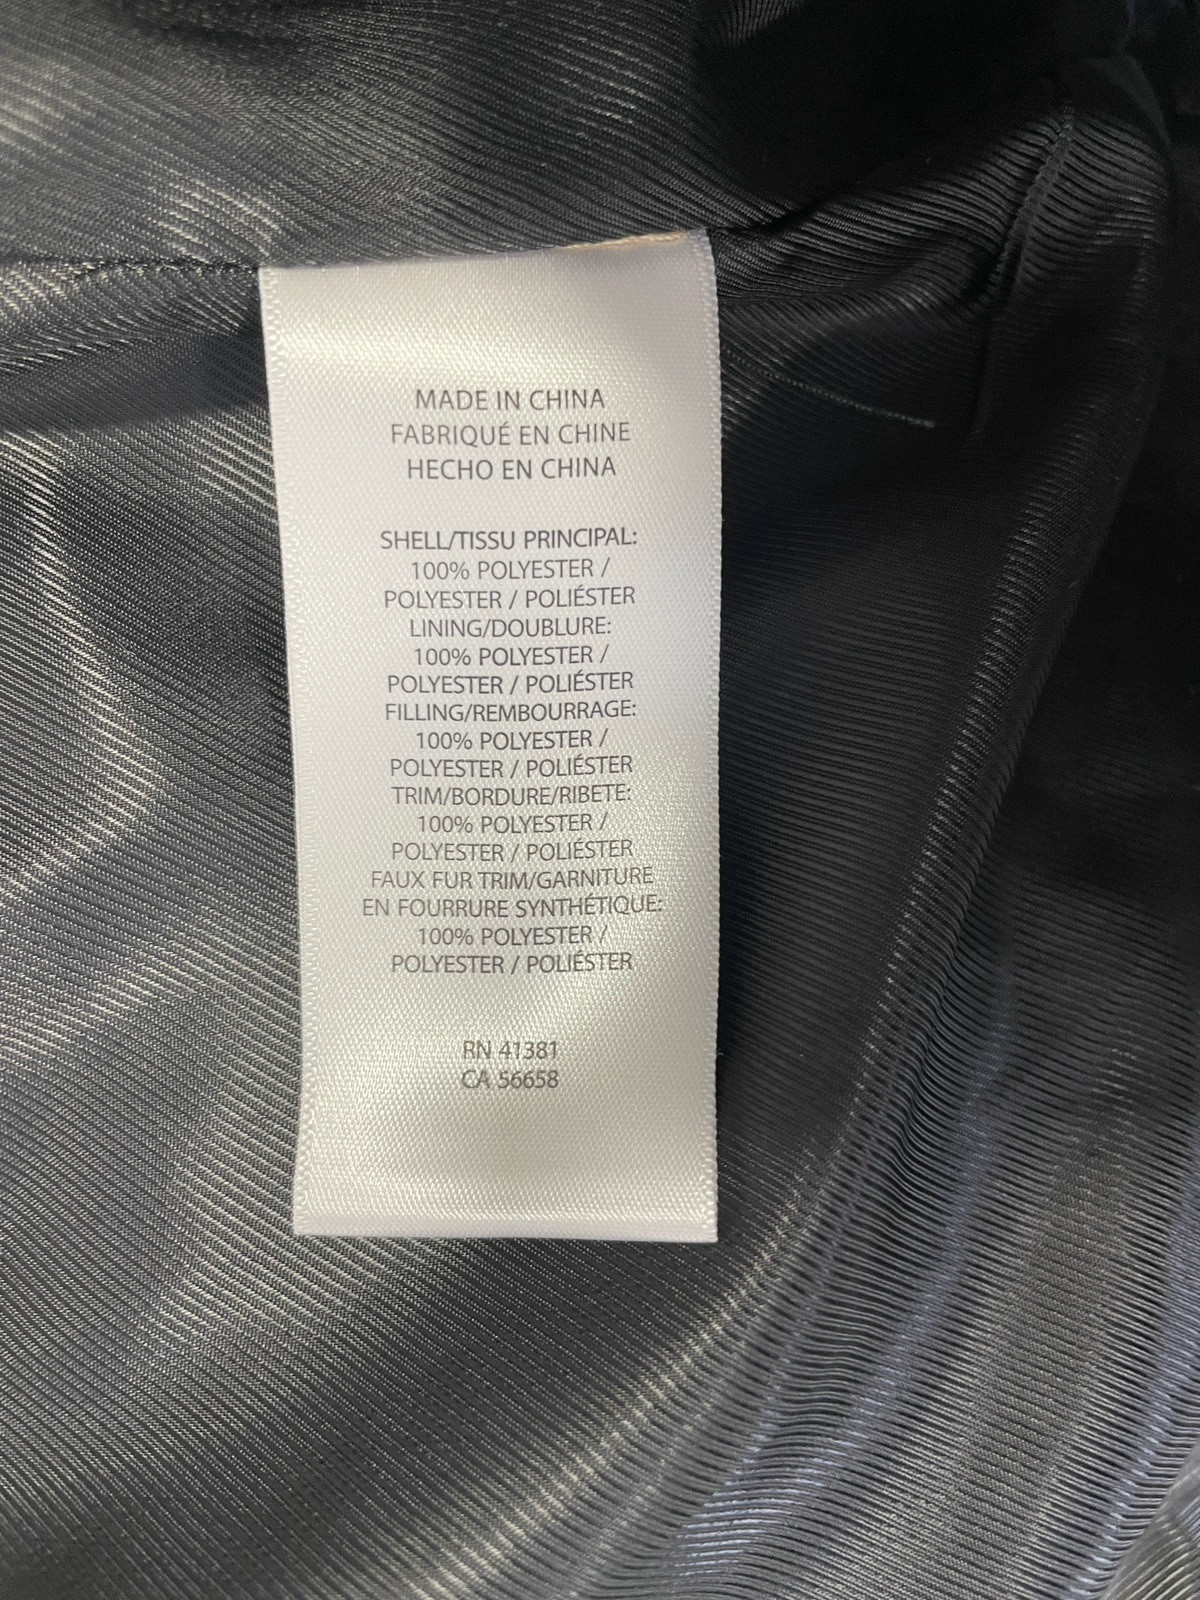 MADE IN CHINA
FABRIQUÉ EN CHINE
HECHO EN CHINA
SHELL/TISSU PRINCIPAL:
100% POLYESTER /
POLYESTER / POLIÉSTER
LINING/DOUBLURE:
100% POLYESTER /
POLYESTER / POLIÉSTER
FILLING/REMBOURRAGE:
100% POLYESTER /
POLYESTER / POLIÉSTER
TRIM/BORDURE/RIBETE:
100% POLYESTER /
POLYESTER / POLIÉSTER
FAUX FUR TRIM/GARNITURE
EN FOURRURE SYNTHÉTIQUE:
100% POLYESTER /
POLYESTER / POLIÉSTER
RN 41381
CA 56658